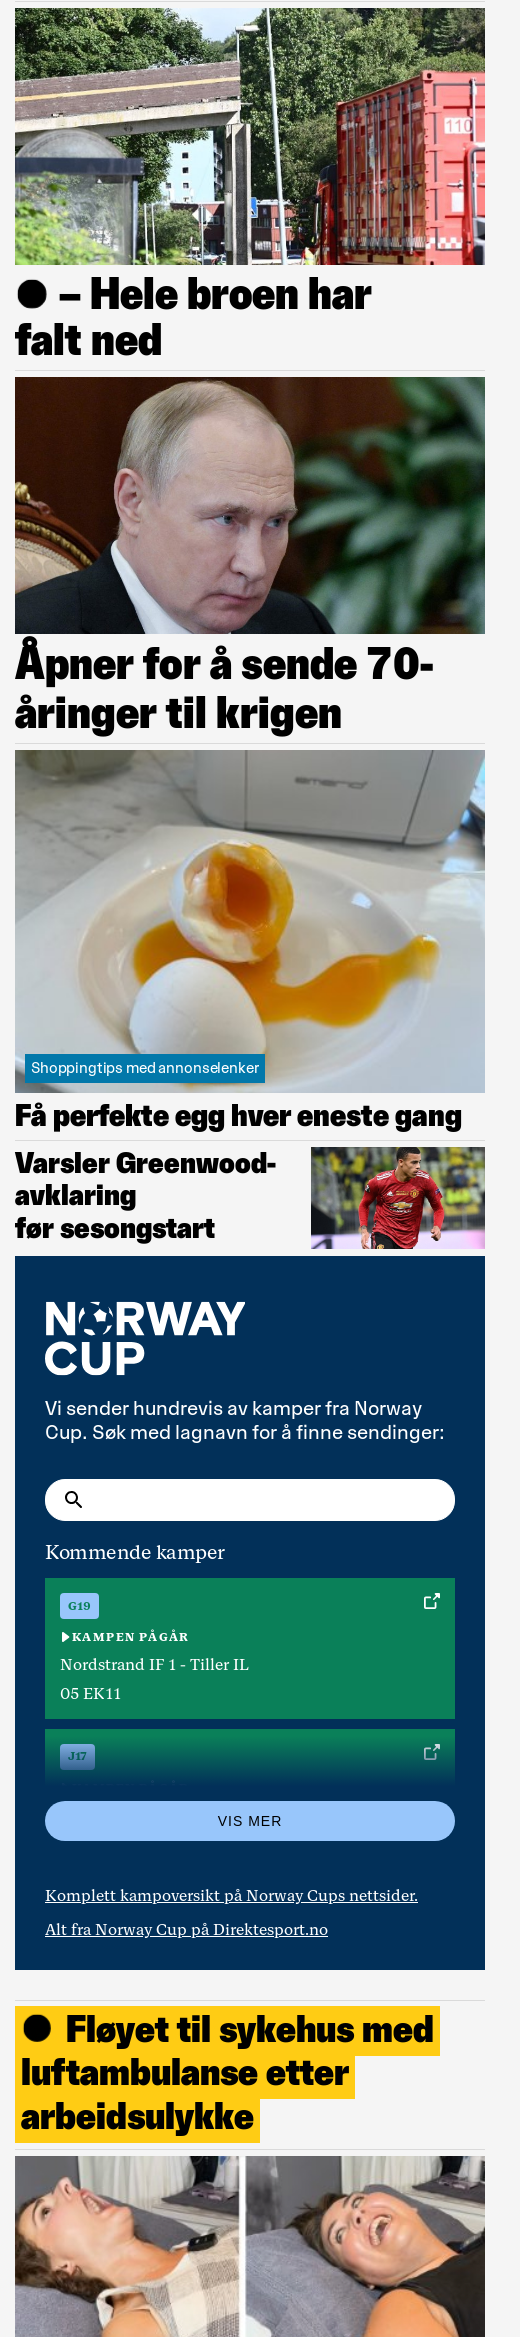 110
● – Hele broen har
falt ned
Åpner for å sende 70-
åringer til krigen
emerio
Shoppingtips med annonselenker
Få perfekte egg hver eneste gang
Varsler Greenwood-
avklaring
før sesongstart
NORWAY
CUP
Vi sender hundrevis av kamper fra Norway
Cup. Søk med lagnavn for å finne sendinger:
Kommende kamper
G19
KAMPEN PÅGÅR
Nordstrand IF 1 - Tiller IL
05 EK11
J17
VIS MER
Komplett kampoversikt på Norway Cups nettsider.
Alt fra Norway Cup på Direktesport.no
● Fløyet til sykehus med
luftambulanse etter
arbeidsulykke